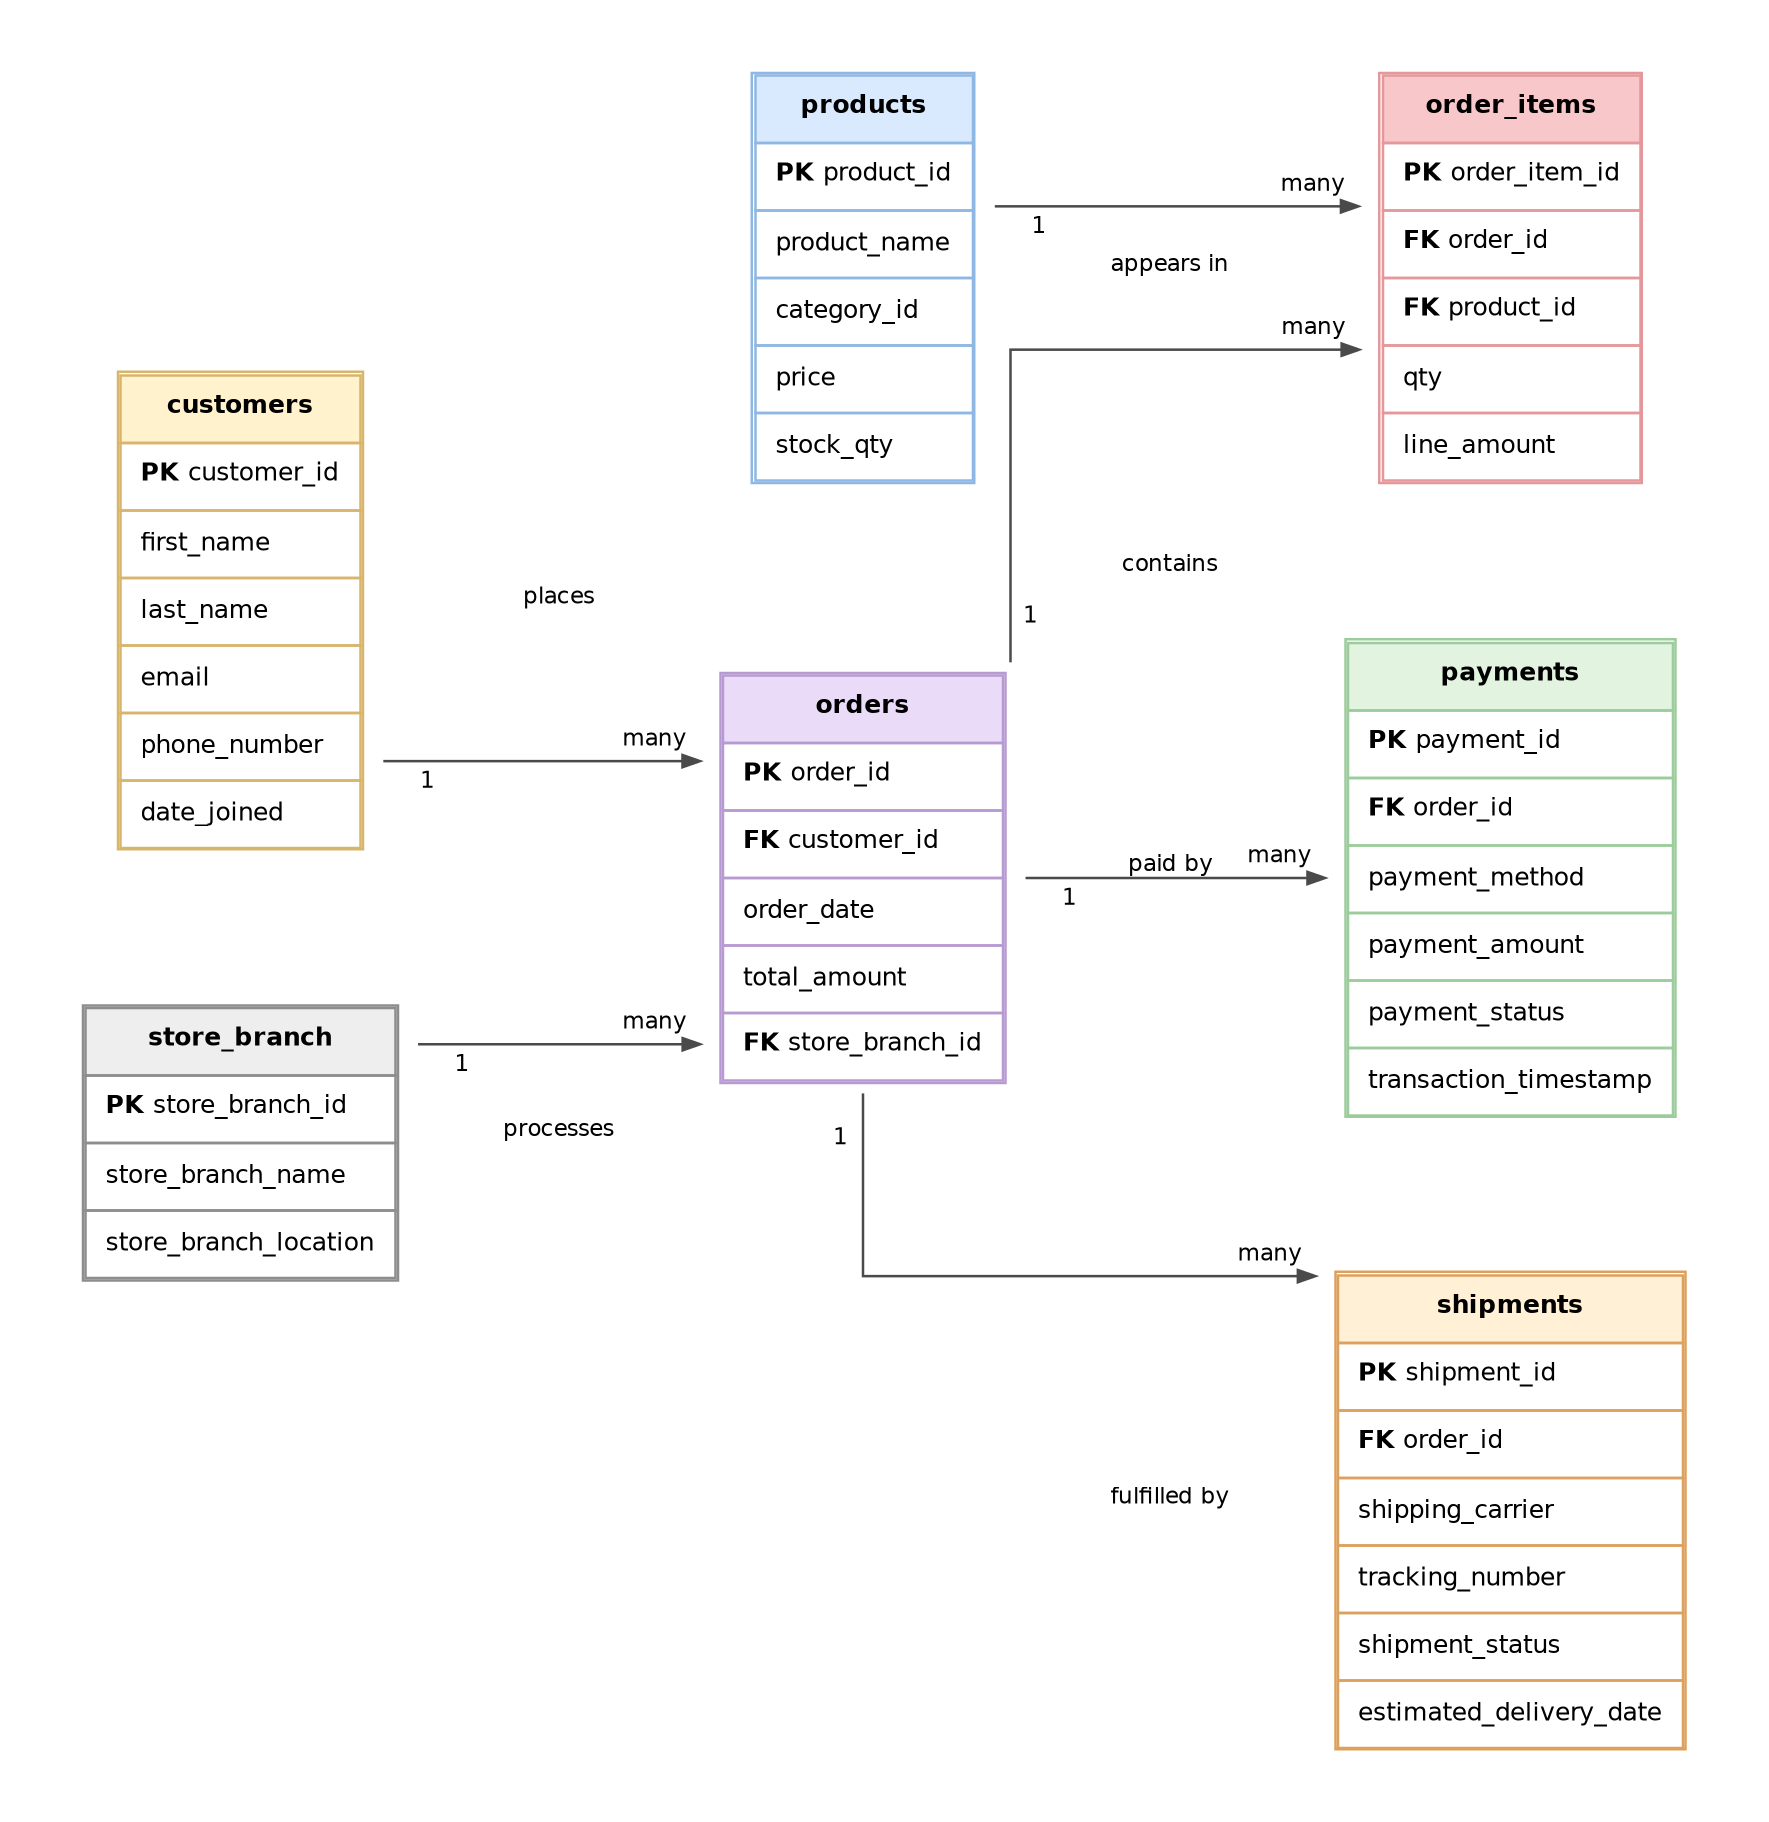 products
PK product_id
product_name
category_id
price
stock_qty
order_items
PK order_item_id
FK order_id
FK product_id
qty
line_amount
many
1
appears in
many
contains
1
customers
PK customer_id
first_name
last_name
email
phone_number
date_joined
places
many
1
orders
PK order_id
FK customer_id
order_date
total_amount
FK store_branch_id
payments
PK payment_id
FK order_id
payment_method
payment_amount
payment_status
transaction_timestamp
paid by
many
1
store_branch
PK store_branch_id
store_branch_name
store_branch_location
many
1
processes
1
many
fulfilled by
shipments
PK shipment_id
FK order_id
shipping_carrier
tracking_number
shipment_status
estimated_delivery_date